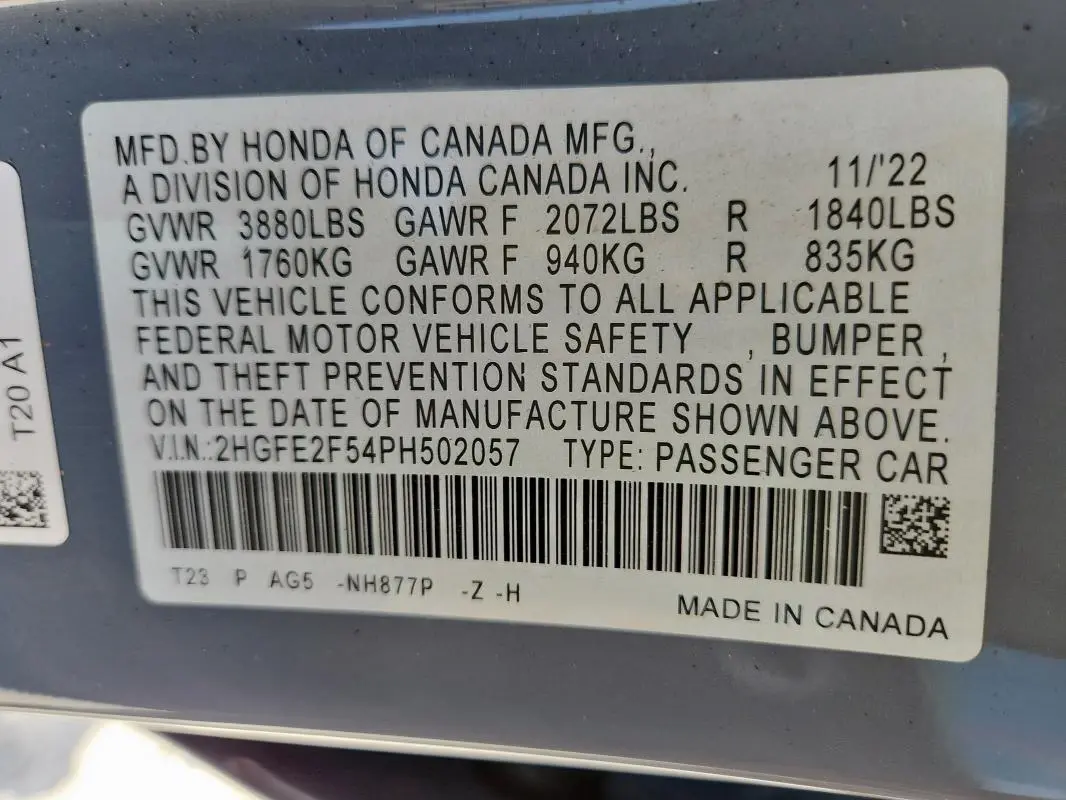 MFD.BY HONDA OF CANADA MFG.,
A DIVISION OF HONDA CANADA INC. 11/'22
GVWR 3880LBS GAWR F 2072LBS R 1840LBS
GVWR 1760KG GAWR F 940KG R 835KG
THIS VEHICLE CONFORMS TO ALL APPLICABLE
FEDERAL MOTOR VEHICLE SAFETY , BUMPER ,
AND THEFT PREVENTION STANDARDS IN EFFECT
ON THE DATE OF MANUFACTURE SHOWN ABOVE.
V.I.N.:2HGFE2F54PH502057 TYPE: PASSENGER CAR
T23 P AG5 -NH877P -Z -H
MADE IN CANADA
T20 A1